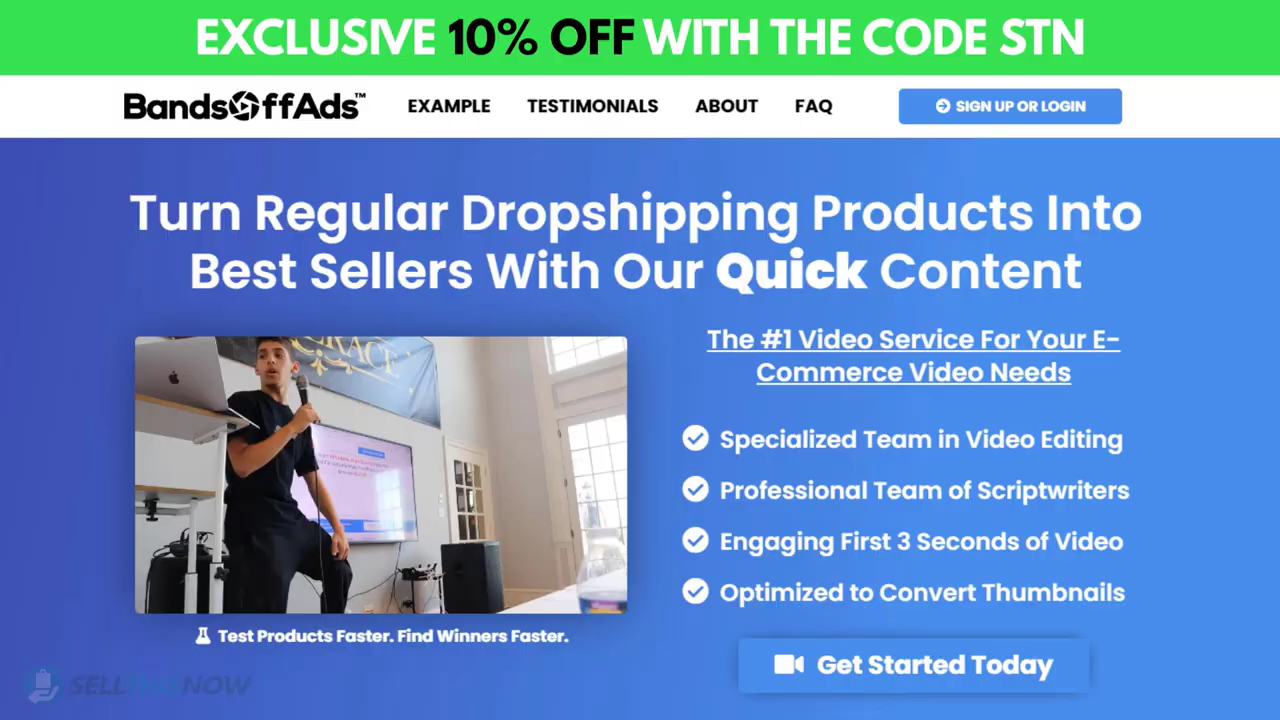 EXCLUSIVE 10% OFF WITH THE CODE STN
BandsOffAds™
EXAMPLE
TESTIMONIALS
ABOUT
FAQ
SIGN UP OR LOGIN
Turn Regular Dropshipping Products Into
Best Sellers With Our Quick Content
GRACE
The #1 Video Service For Your E-
Commerce Video Needs
Specialized Team in Video Editing
Professional Team of Scriptwriters
Engaging First 3 Seconds of Video
Optimized to Convert Thumbnails
Test Products Faster. Find Winners Faster.
Get Started Today
SELLTHISNOW